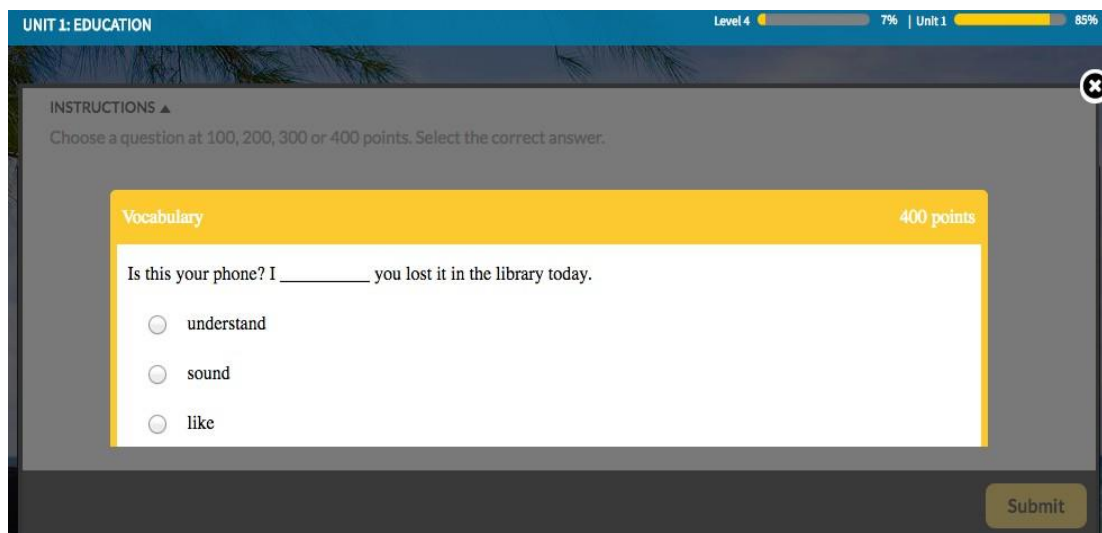 UNIT 1: EDUCATION
Level 4 7% | Unit 1 85%
INSTRUCTIONS ▲
Choose a question at 100, 200, 300 or 400 points. Select the correct answer.
Vocabulary 400 points
Is this your phone? I __________ you lost it in the library today.
understand
sound
like
Submit